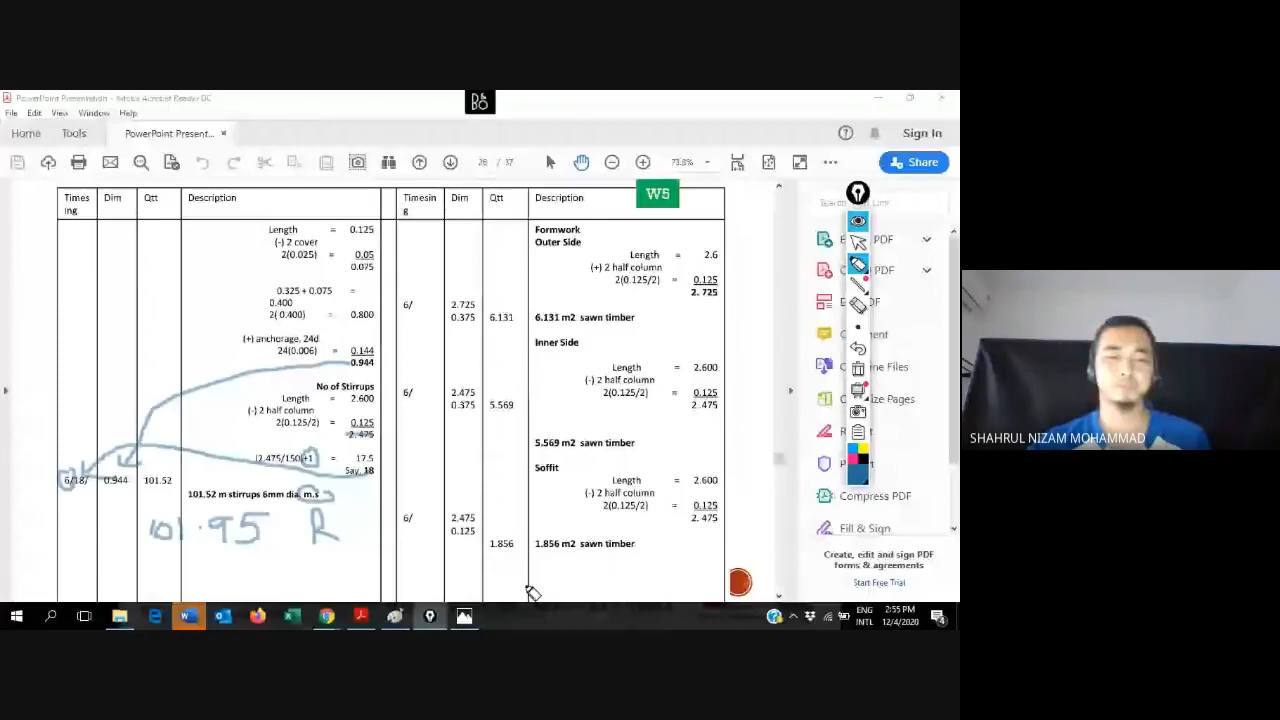 PowerPoint Presentation - Adobe Acrobat Reader DC
File Edit View Window Help
Home Tools PowerPoint Present... × Sign In
26 / 37 73.8% Share
W5
Times ing Dim Qtt Description
Length = 0.125
(-) 2 cover
2(0.025) = 0.05
0.075
0.325 + 0.075 =
0.400
2( 0.400) = 0.800
(+) anchorage, 24d
24(0.006) = 0.144
0.944
No of Stirrups
Length = 2.600
(-) 2 half column
2(0.125/2) = 0.125
2.475
(2.475/150)+1 = 17.5
Say, 18
6/18/ 0.944 101.52
101.52 m stirrups 6mm dia. m.s
101.95 R
Timesin g Dim Qtt Description
Formwork
Outer Side
Length = 2.6
(+) 2 half column
2(0.125/2) = 0.125
2. 725
6/ 2.725
0.375 6.131 6.131 m2 sawn timber
Inner Side
Length = 2.600
(-) 2 half column
6/ 2.475 2(0.125/2) = 0.125
0.375 5.569 2.475
5.569 m2 sawn timber
Soffit
Length = 2.600
(-) 2 half column
2(0.125/2) = 0.125
6/ 2.475 2. 475
0.125
1.856 1.856 m2 sawn timber
PDF
PDF
PDF
Files
Pages
Compress PDF
Fill & Sign
Create, edit and sign PDF
forms & agreements
Start Free Trial
SHAHRUL NIZAM MOHAMMAD
ENG
INTL
2:55 PM
12/4/2020
4